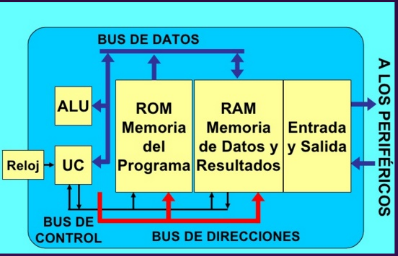 BUS DE DATOS
ALU
ROM
Memoria
del
Programa
RAM
Memoria
de Datos y
Resultados
Entrada
y Salida
A LOS PERIFÉRICOS
Reloj
UC
BUS DE
CONTROL
BUS DE DIRECCIONES